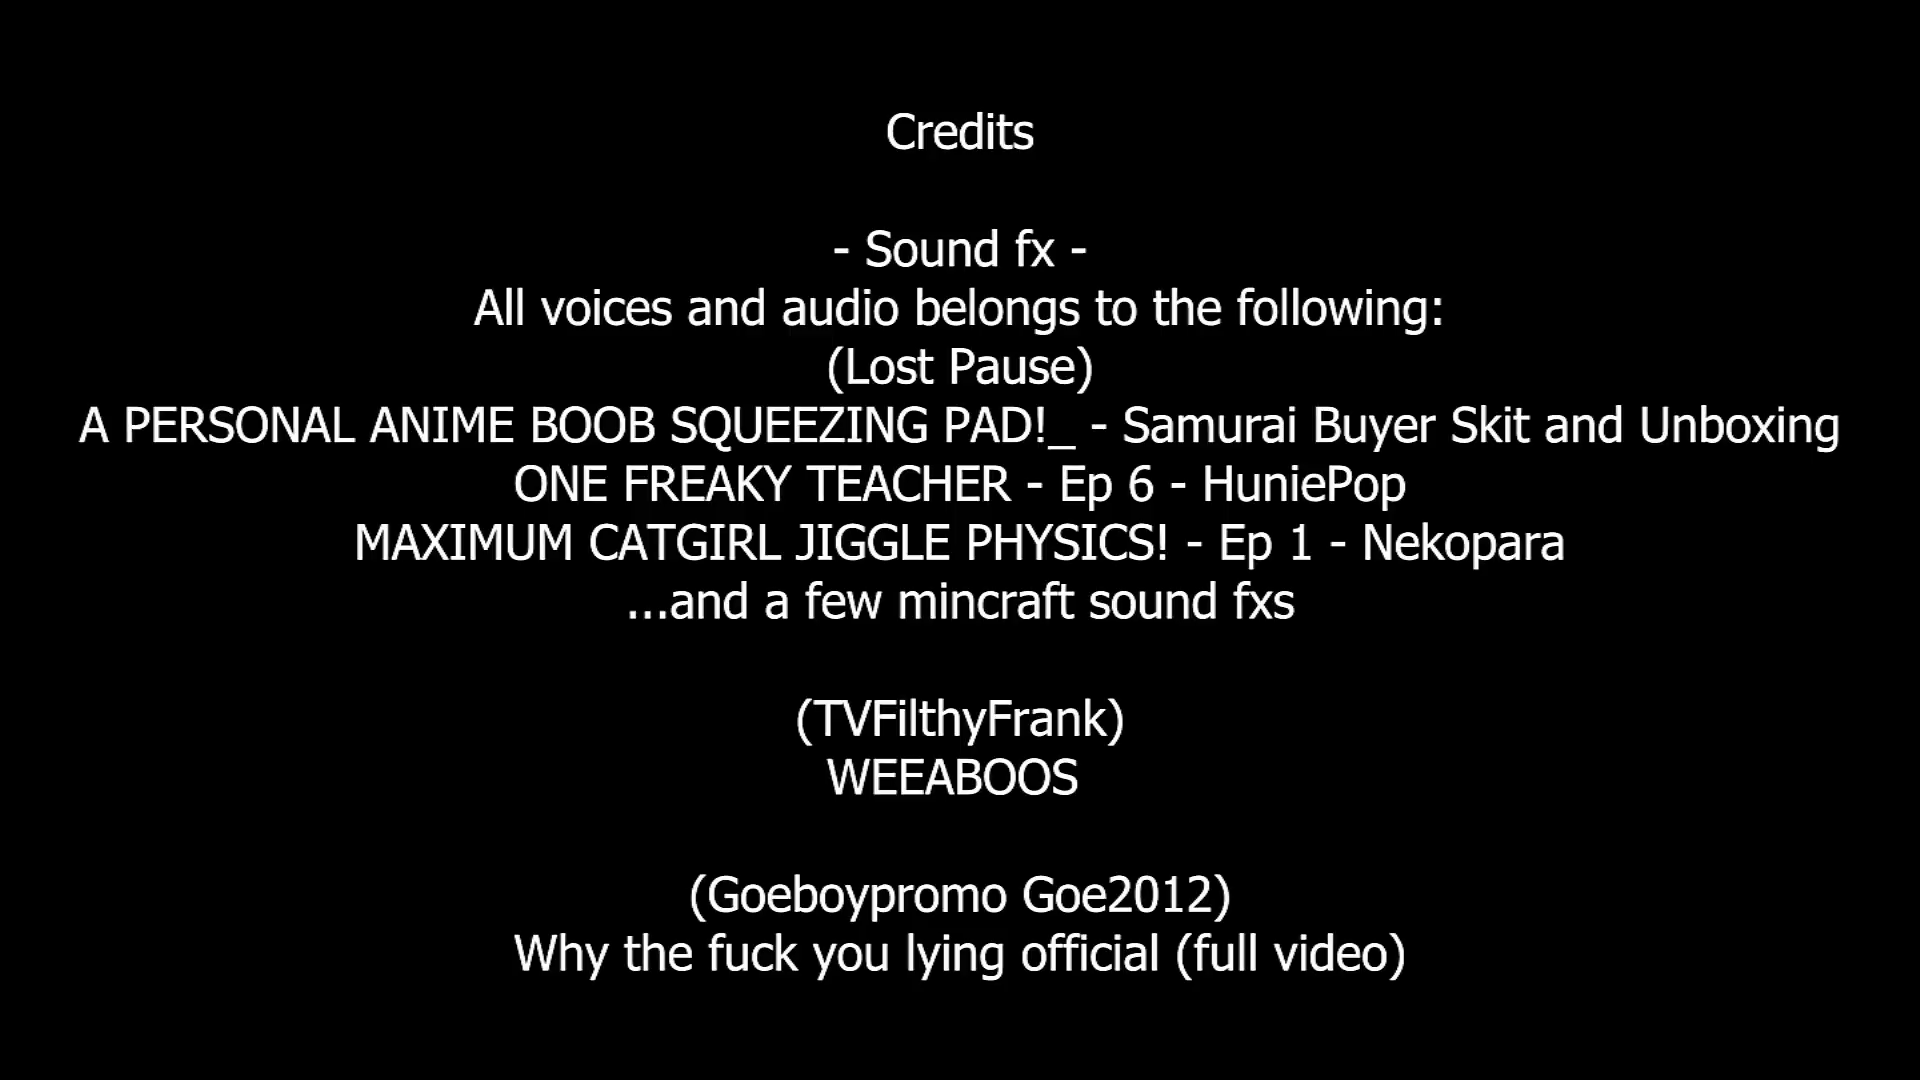 Credits
- Sound fx -
All voices and audio belongs to the following:
(Lost Pause)
A PERSONAL ANIME BOOB SQUEEZING PAD!_ - Samurai Buyer Skit and Unboxing
ONE FREAKY TEACHER - Ep 6 - HuniePop
MAXIMUM CATGIRL JIGGLE PHYSICS! - Ep 1 - Nekopara
...and a few mincraft sound fxs
(TVFilthyFrank)
WEEABOOS
(Goeboypromo Goe2012)
Why the fuck you lying official (full video)